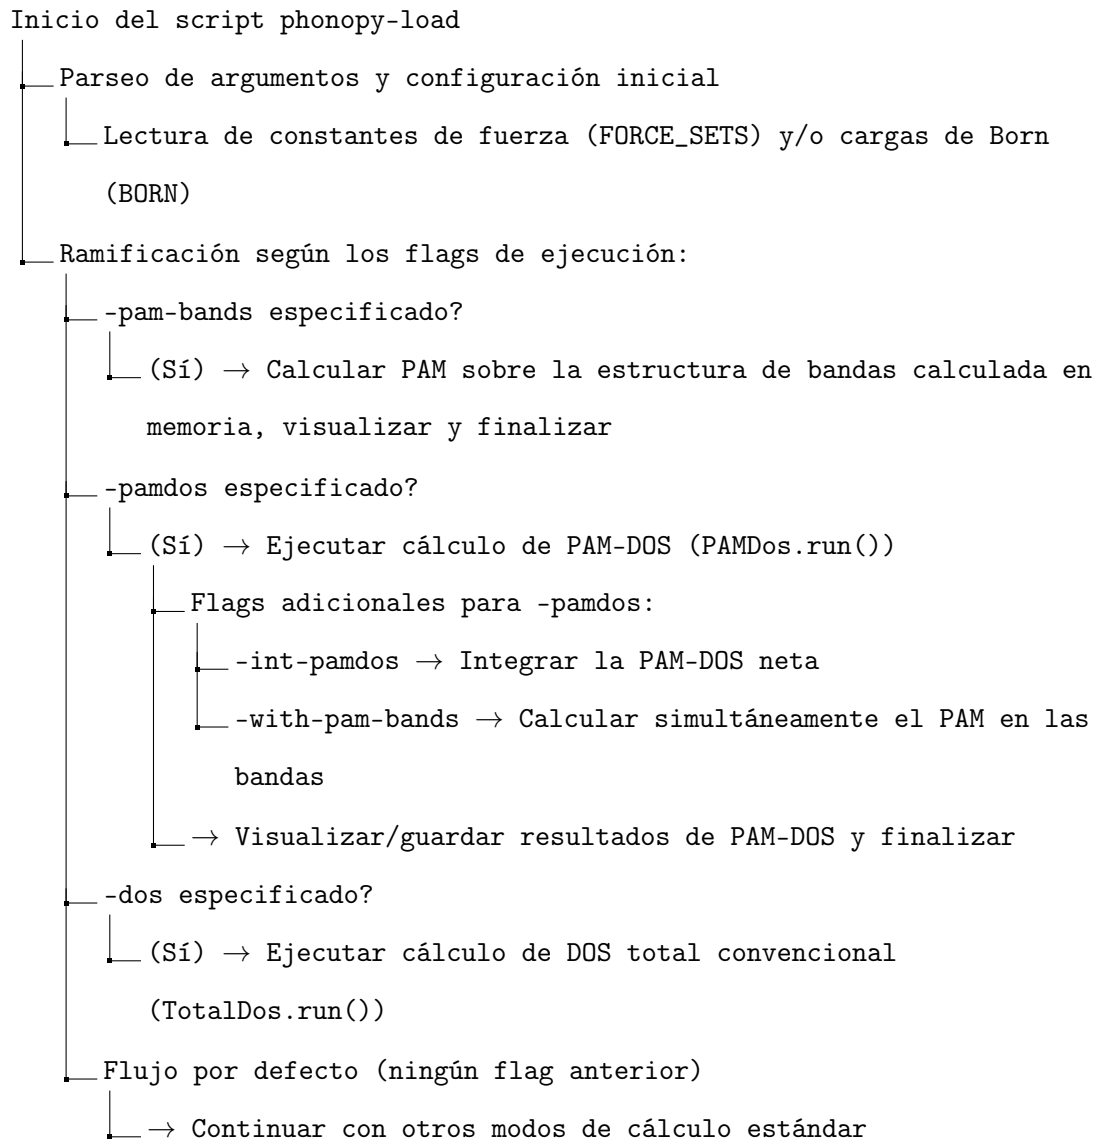 Inicio del script phonopy-load
Parseo de argumentos y configuración inicial
Lectura de constantes de fuerza (FORCE_SETS) y/o cargas de Born
(BORN)
Ramificación según los flags de ejecución:
-pam-bands especificado?
(Sí) → Calcular PAM sobre la estructura de bandas calculada en
memoria, visualizar y finalizar
-pamdos especificado?
(Sí) → Ejecutar cálculo de PAM-DOS (PAMDos.run())
Flags adicionales para -pamdos:
-int-pamdos → Integrar la PAM-DOS neta
-with-pam-bands → Calcular simultáneamente el PAM en las
bandas
→ Visualizar/guardar resultados de PAM-DOS y finalizar
-dos especificado?
(Sí) → Ejecutar cálculo de DOS total convencional
(TotalDos.run())
Flujo por defecto (ningún flag anterior)
→ Continuar con otros modos de cálculo estándar